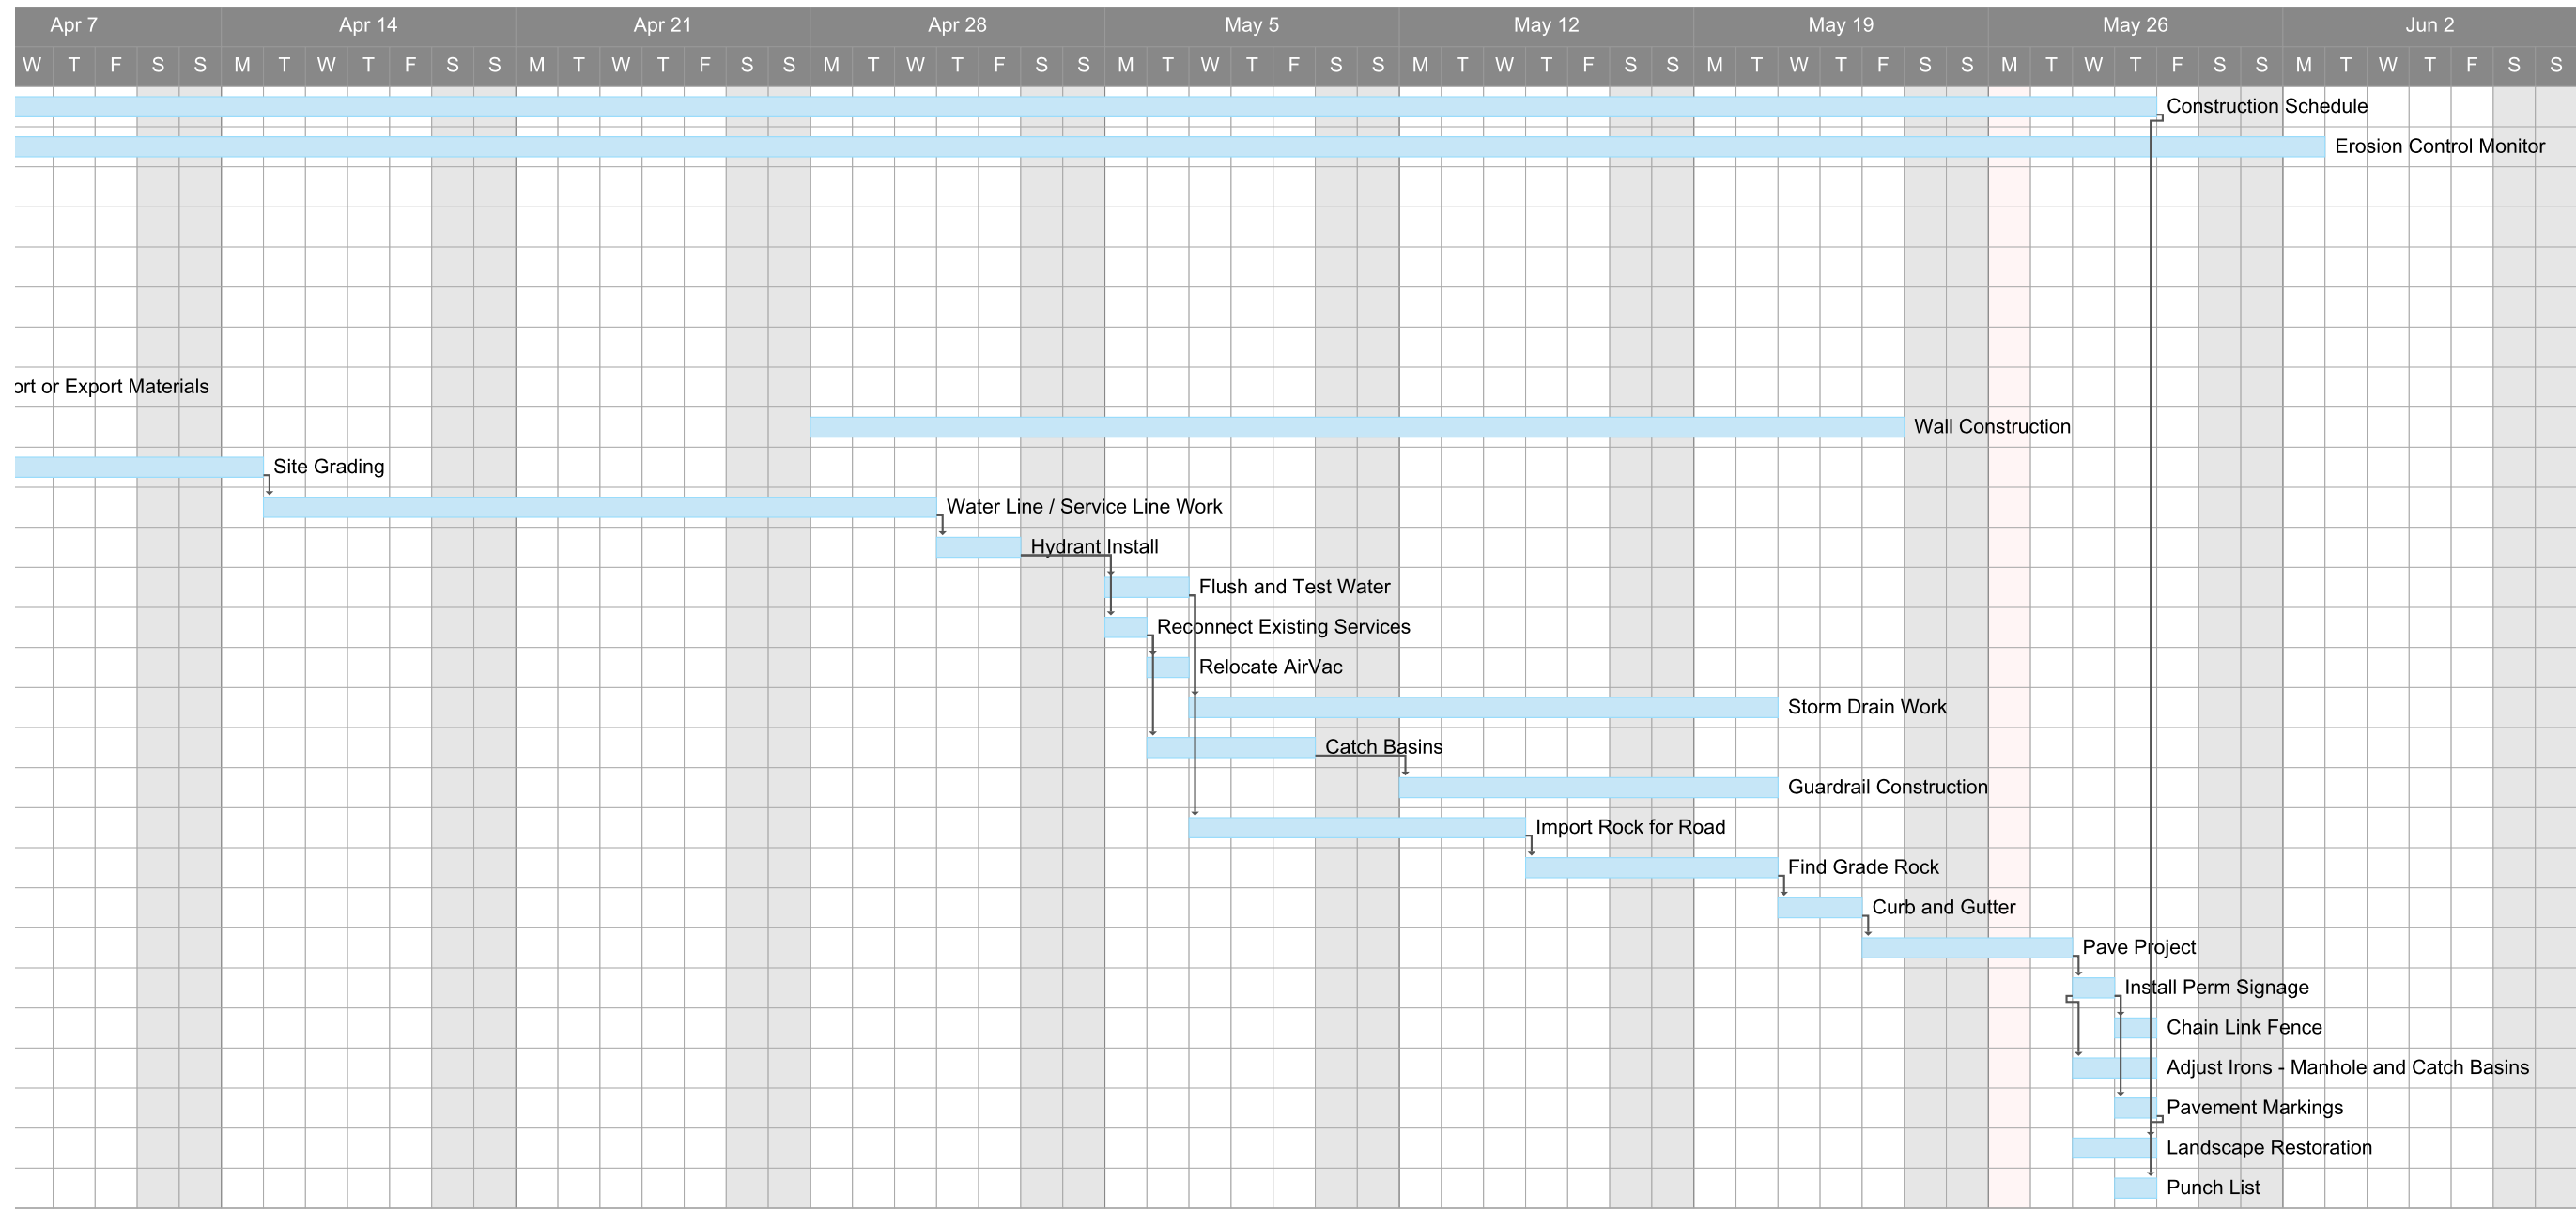 Apr 7 Apr 14 Apr 21 Apr 28 May 5 May 12 May 19 May 26 Jun 2
W T F S S M T W T F S S M T W T F S S M T W T F S S M T W T F S S M T W T F S S M T W T F S S M T W T F S S M T W T F S S
Construction Schedule
Erosion Control Monitor
ort or Export Materials
Wall Construction
Site Grading
Water Line / Service Line Work
Hydrant Install
Flush and Test Water
Reconnect Existing Services
Relocate AirVac
Storm Drain Work
Catch Basins
Guardrail Construction
Import Rock for Road
Find Grade Rock
Curb and Gutter
Pave Project
Install Perm Signage
Chain Link Fence
Adjust Irons - Manhole and Catch Basins
Pavement Markings
Landscape Restoration
Punch List